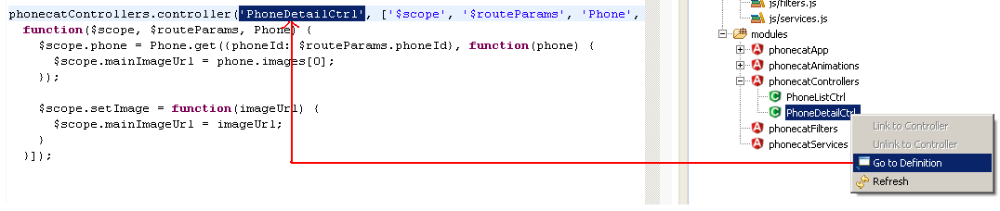 phonecatControllers.controller('PhoneDetailCtrl', ['$scope', '$routeParams', 'Phone',
function($scope, $routeParams, Phone) {
$scope.phone = Phone.get({phoneId: $routeParams.phoneId}, function(phone) {
$scope.mainImageUrl = phone.images[0];
});
$scope.setImage = function(imageUrl) {
$scope.mainImageUrl = imageUrl;
}
}]);
js/filters.js
js/services.js
modules
phonecatApp
phonecatAnimations
phonecatControllers
PhoneListCtrl
PhoneDetailCtrl
phonecatFilters
phonecatServices
Link to Controller
Unlink to Controller
Go to Definition
Refresh